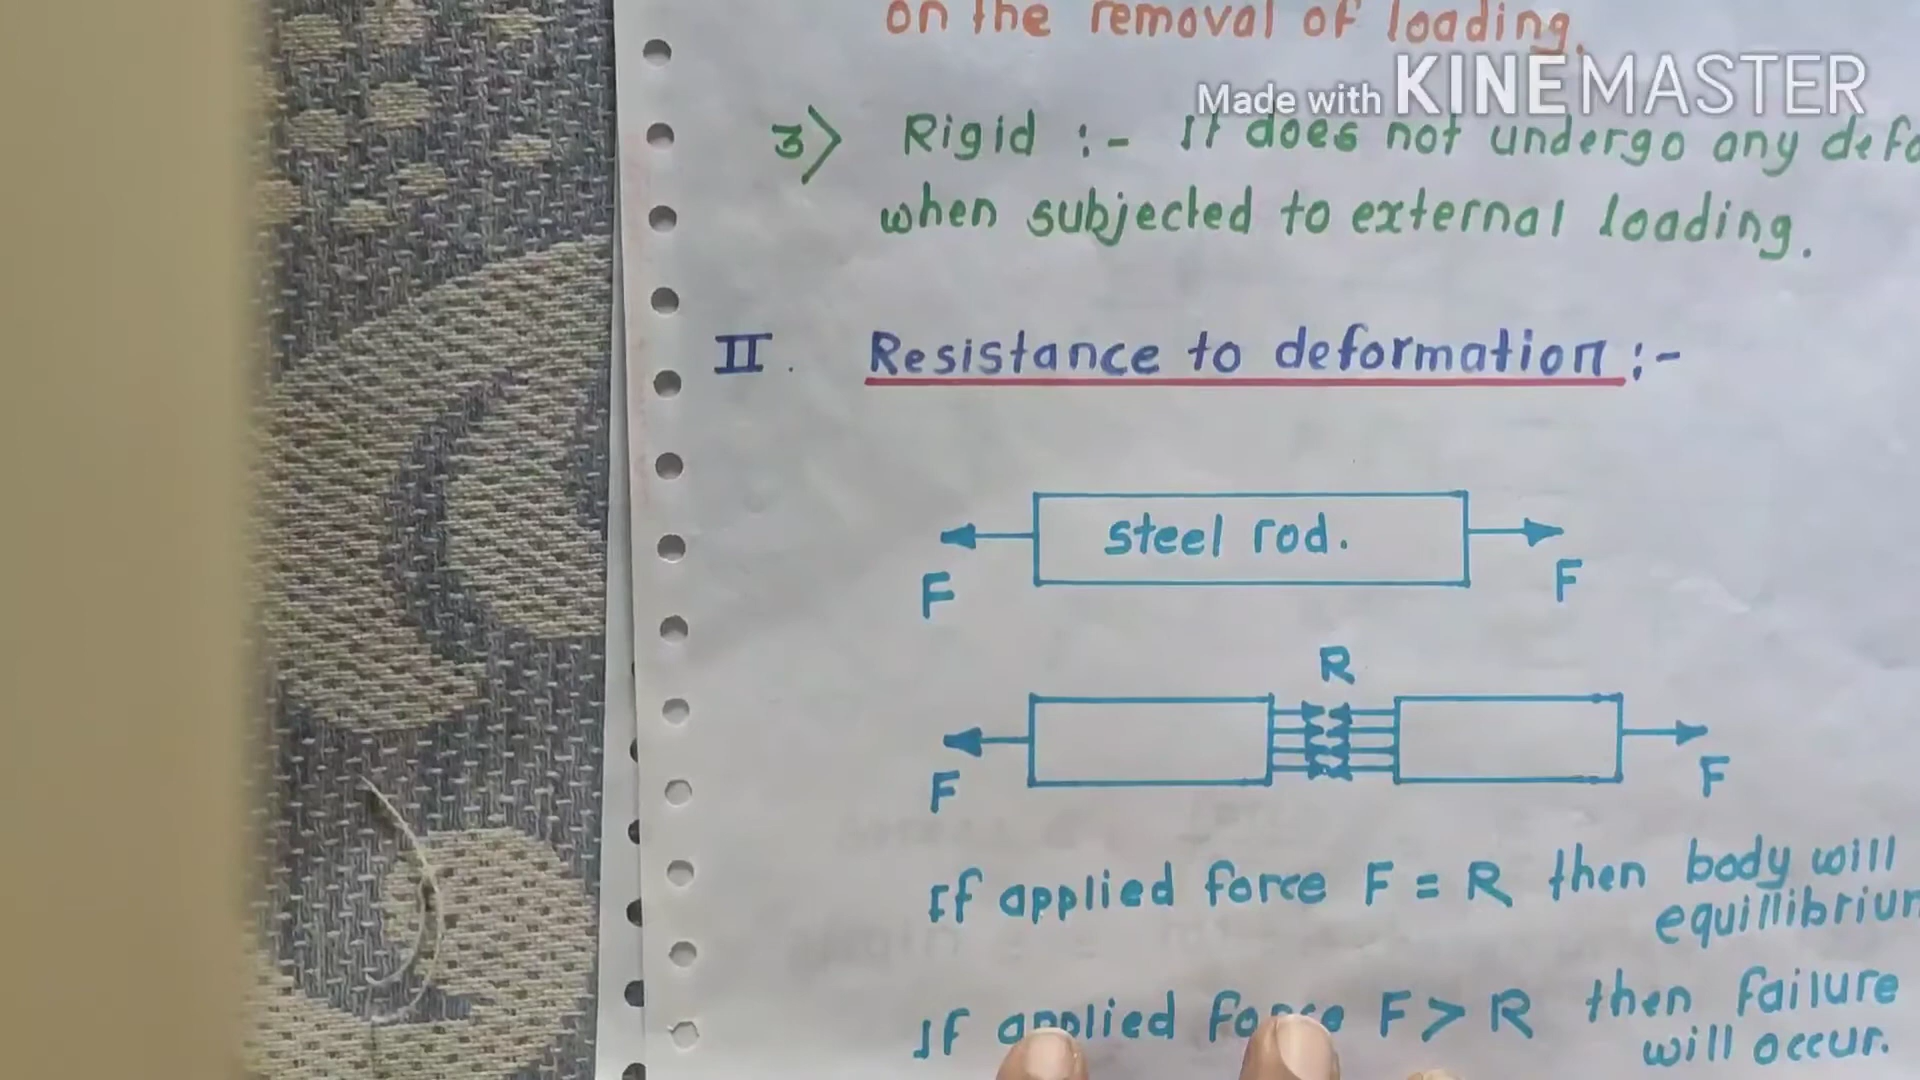 on the removal of loading.
Made with KINEMASTER
3) Rigid :- It does not undergo any defo
when subjected to external loading.
II. Resistance to deformation :-
steel rod.
F F
R
F F
If applied force F = R then body will
equillibriur
If applied force F > R then failure
will occur.